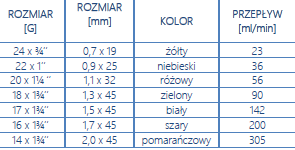 ROZMIAR [G] ROZMIAR [mm] KOLOR PRZEPŁYW [ml/min]
24 x ¾" 0,7 x 19 żółty 23
22 x 1" 0,9 x 25 niebieski 36
20 x 1¼ " 1,1 x 32 różowy 56
18 x 1¾" 1,3 x 45 zielony 90
17 x 1¾" 1,5 x 45 biały 142
16 x 1¾" 1,7 x 45 szary 200
14 x 1¾" 2,0 x 45 pomarańczowy 305